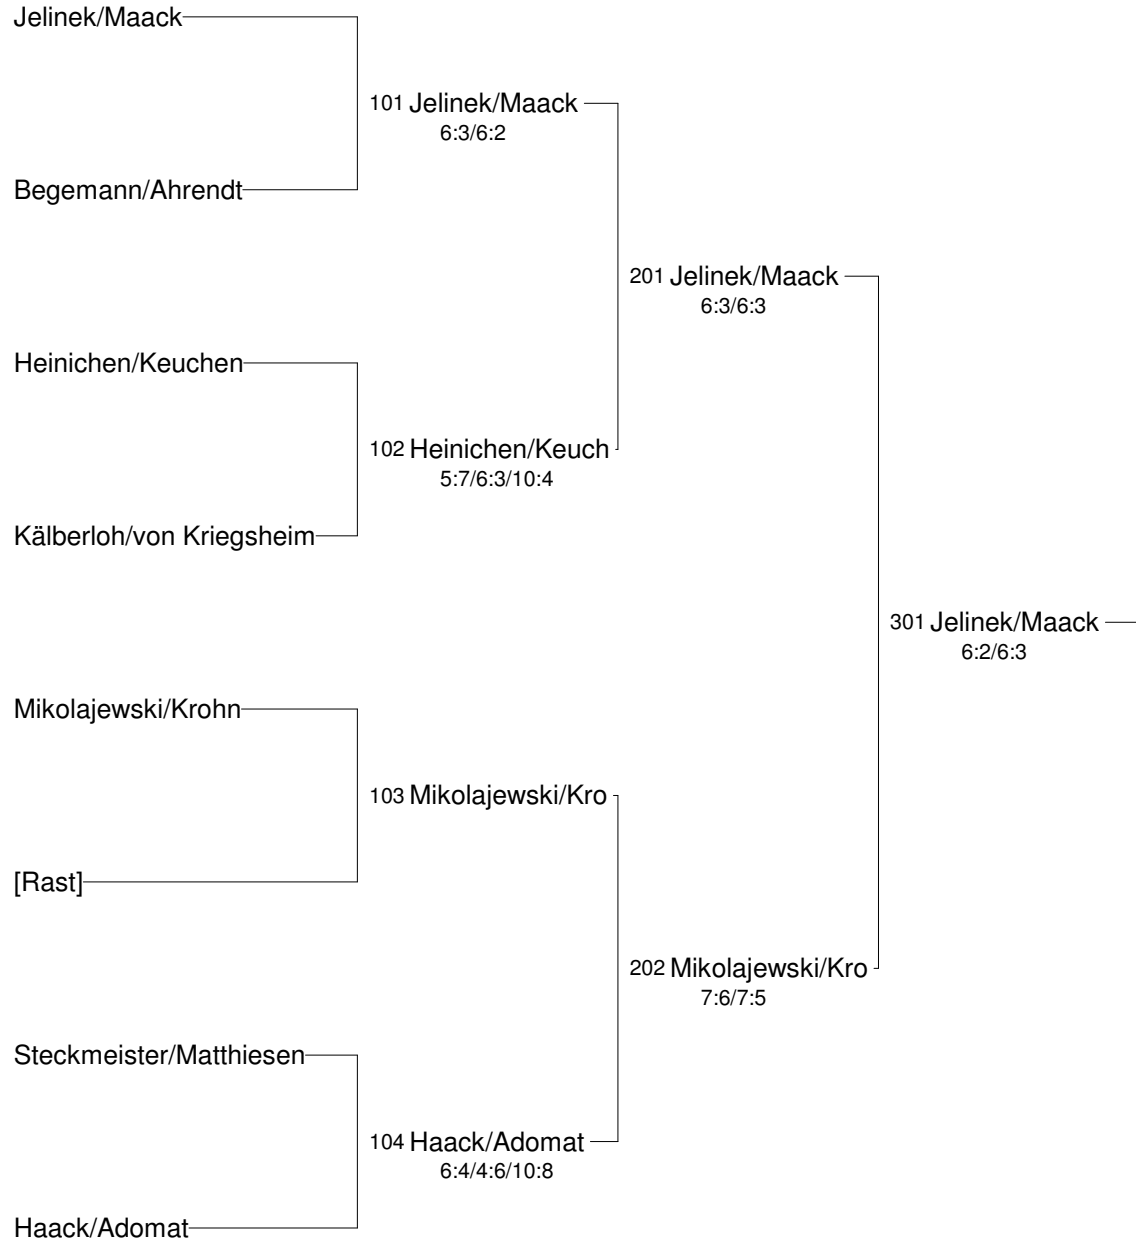 Jelinek/Maack
101 Jelinek/Maack
6:3/6:2
Begemann/Ahrendt
201 Jelinek/Maack
6:3/6:3
Heinichen/Keuchen
102 Heinichen/Keuch
5:7/6:3/10:4
Kälberloh/von Kriegsheim
301 Jelinek/Maack
6:2/6:3
Mikolajewski/Krohn
103 Mikolajewski/Kro
[Rast]
202 Mikolajewski/Kro
7:6/7:5
Steckmeister/Matthiesen
104 Haack/Adomat
6:4/4:6/10:8
Haack/Adomat